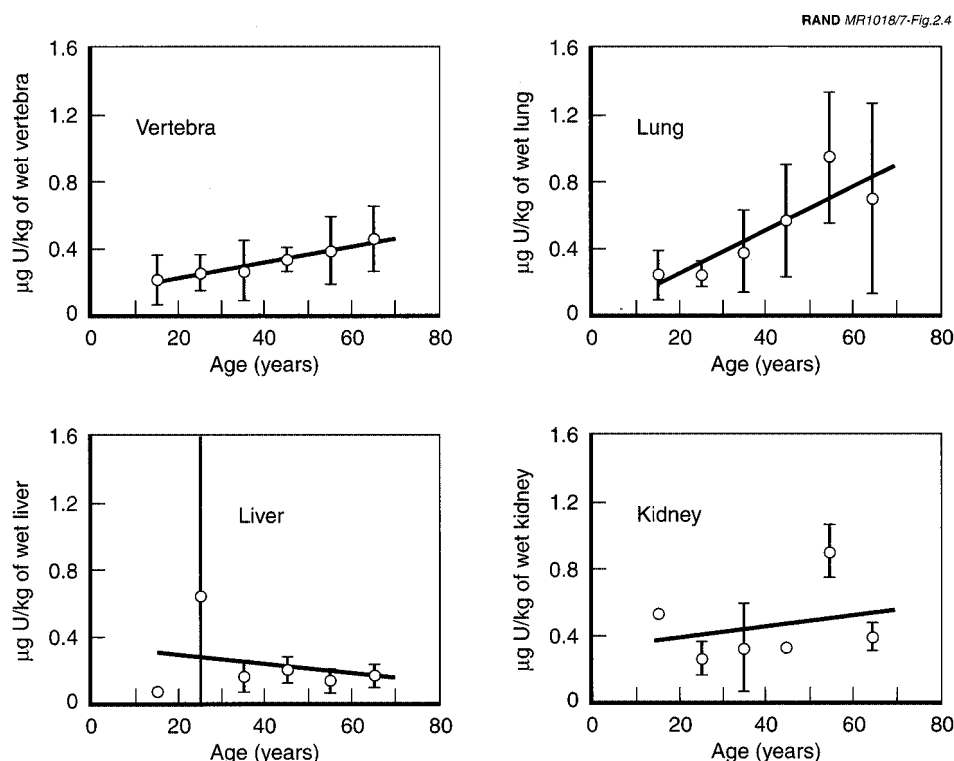 RAND MR1018/7-Fig.2.4
µg U/kg of wet vertebra
1.6
1.2
0.8
0.4
0
Vertebra
0 20 40 60 80
Age (years)
µg U/kg of wet lung
1.6
1.2
0.8
0.4
0
Lung
0 20 40 60 80
Age (years)
µg U/kg of wet liver
1.6
1.2
0.8
0.4
0
Liver
0 20 40 60 80
Age (years)
µg U/kg of wet kidney
1.6
1.2
0.8
0.4
0
Kidney
0 20 40 60 80
Age (years)